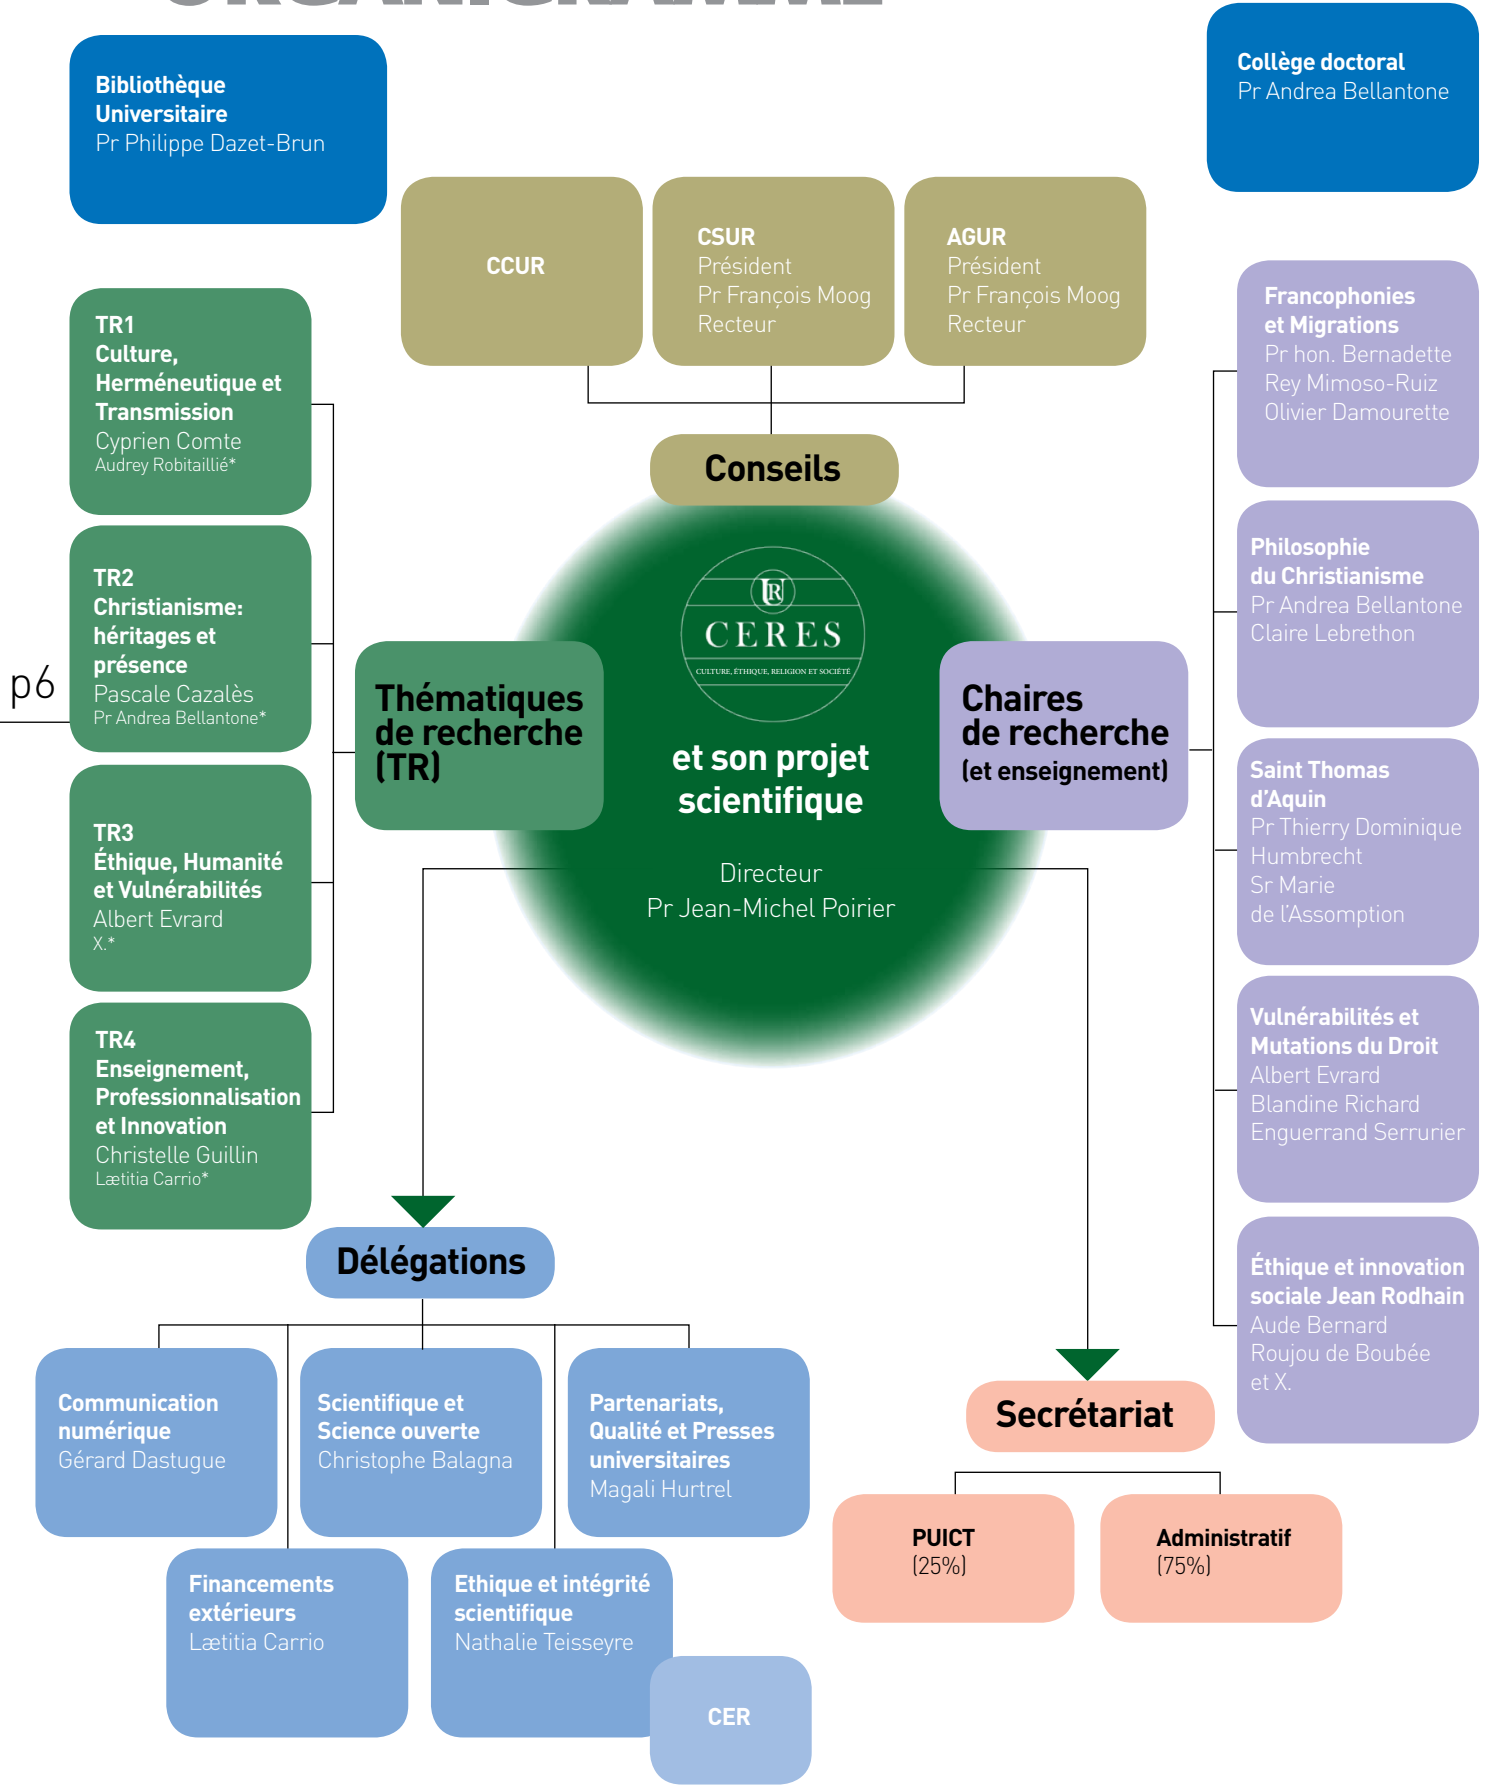 ORGANIGRAMME
Bibliothèque
Universitaire
Pr Philippe Dazet-Brun
Collège doctoral
Pr Andrea Bellantone
CCUR
CSUR
Président
Pr François Moog
Recteur
AGUR
Président
Pr François Moog
Recteur
Conseils
TR1
Culture,
Herméneutique et
Transmission
Cyprien Comte
Audrey Robitaillié*
TR2
Christianisme:
héritages et
présence
Pascale Cazalès
Pr Andrea Bellantone*
p6
TR3
Éthique, Humanité
et Vulnérabilités
Albert Evrard
X.*
TR4
Enseignement,
Professionnalisation
et Innovation
Christelle Guillin
Lætitia Carrio*
Thématiques
de recherche
(TR)
UR
CERES
CULTURE, ÉTHIQUE, RELIGION ET SOCIÉTÉ
et son projet
scientifique
Directeur
Pr Jean-Michel Poirier
Chaires
de recherche
(et enseignement)
Francophonies
et Migrations
Pr hon. Bernadette
Rey Mimoso-Ruiz
Olivier Damourette
Philosophie
du Christianisme
Pr Andrea Bellantone
Claire Lebrethon
Saint Thomas
d’Aquin
Pr Thierry Dominique
Humbrecht
Sr Marie
de l’Assomption
Vulnérabilités et
Mutations du Droit
Albert Evrard
Blandine Richard
Enguerrand Serrurier
Éthique et innovation
sociale Jean Rodhain
Aude Bernard
Roujou de Boubée
et X.
Délégations
Communication
numérique
Gérard Dastugue
Scientifique et
Science ouverte
Christophe Balagna
Partenariats,
Qualité et Presses
universitaires
Magali Hurtrel
Financements
extérieurs
Lætitia Carrio
Ethique et intégrité
scientifique
Nathalie Teisseyre
CER
Secrétariat
PUICT
(25%)
Administratif
(75%)